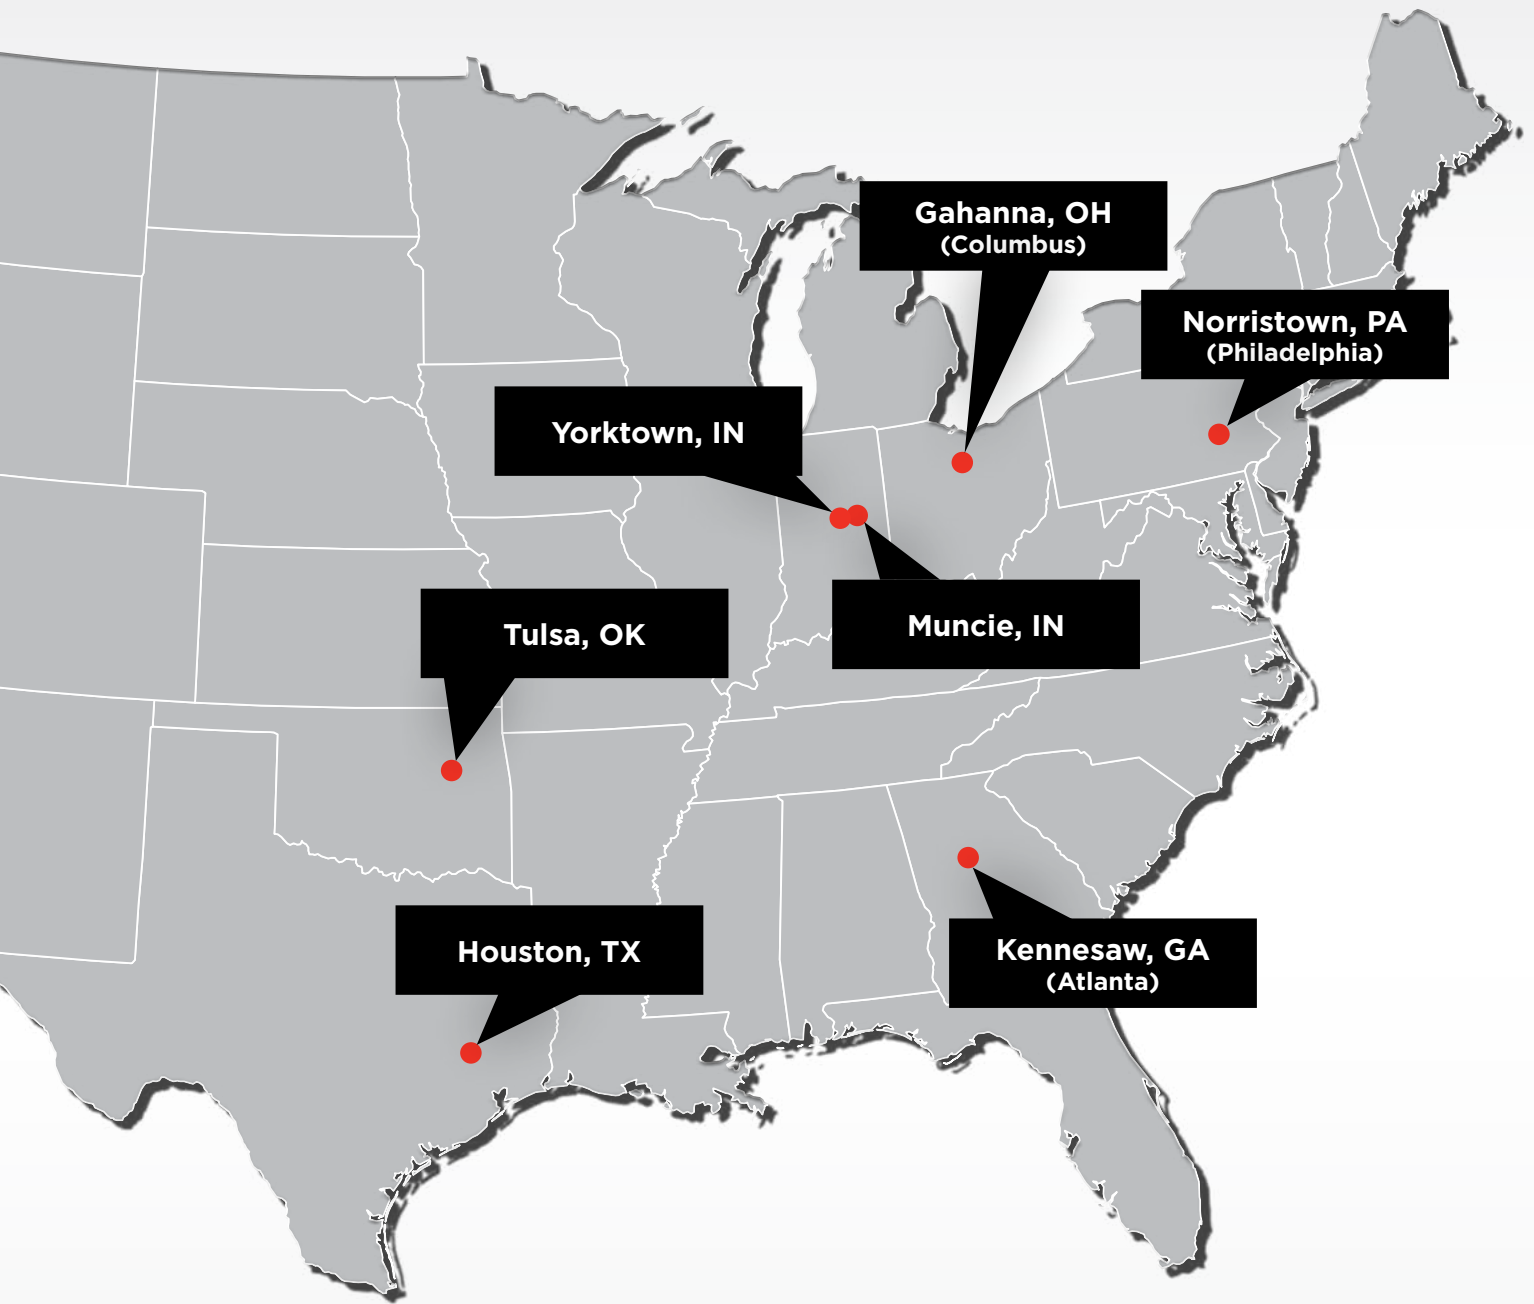 Gahanna, OH
(Columbus)
Norristown, PA
(Philadelphia)
Yorktown, IN
Muncie, IN
Tulsa, OK
Houston, TX
Kennesaw, GA
(Atlanta)